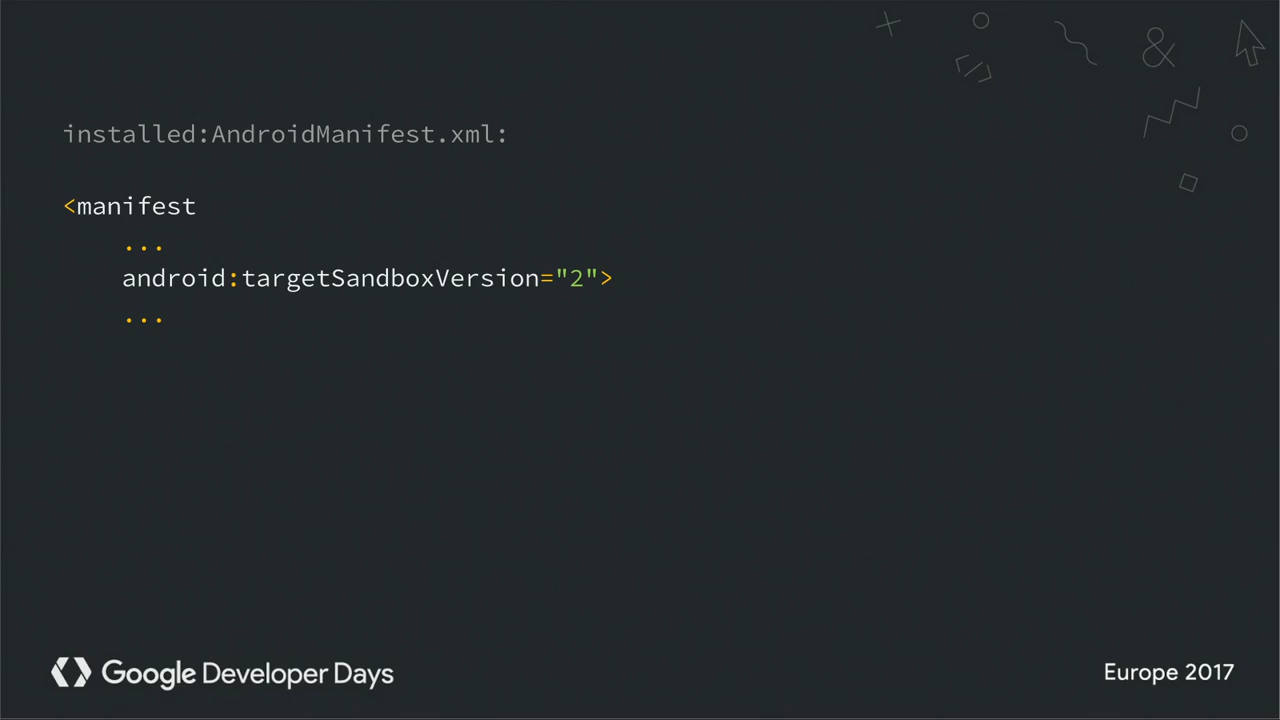 installed:AndroidManifest.xml:
<manifest
...
android:targetSandboxVersion="2">
...
Google Developer Days
Europe 2017